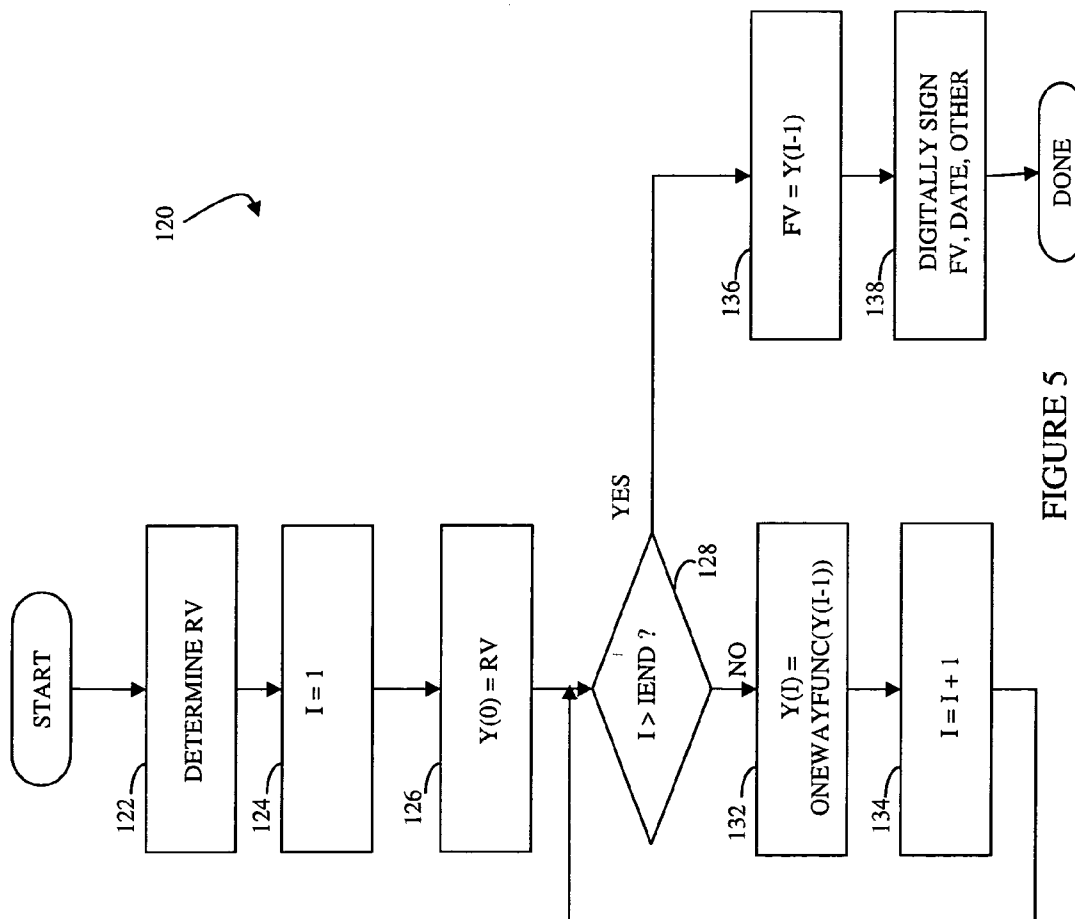 120
START
122
DETERMINE RV
124
I = 1
126
Y(0) = RV
I > IEND ?
128
YES
NO
132
Y(I) =
ONEWAYFUNC(Y(I-1))
134
I = I + 1
136
FV = Y(I-1)
138
DIGITALLY SIGN
FV, DATE, OTHER
DONE
FIGURE 5